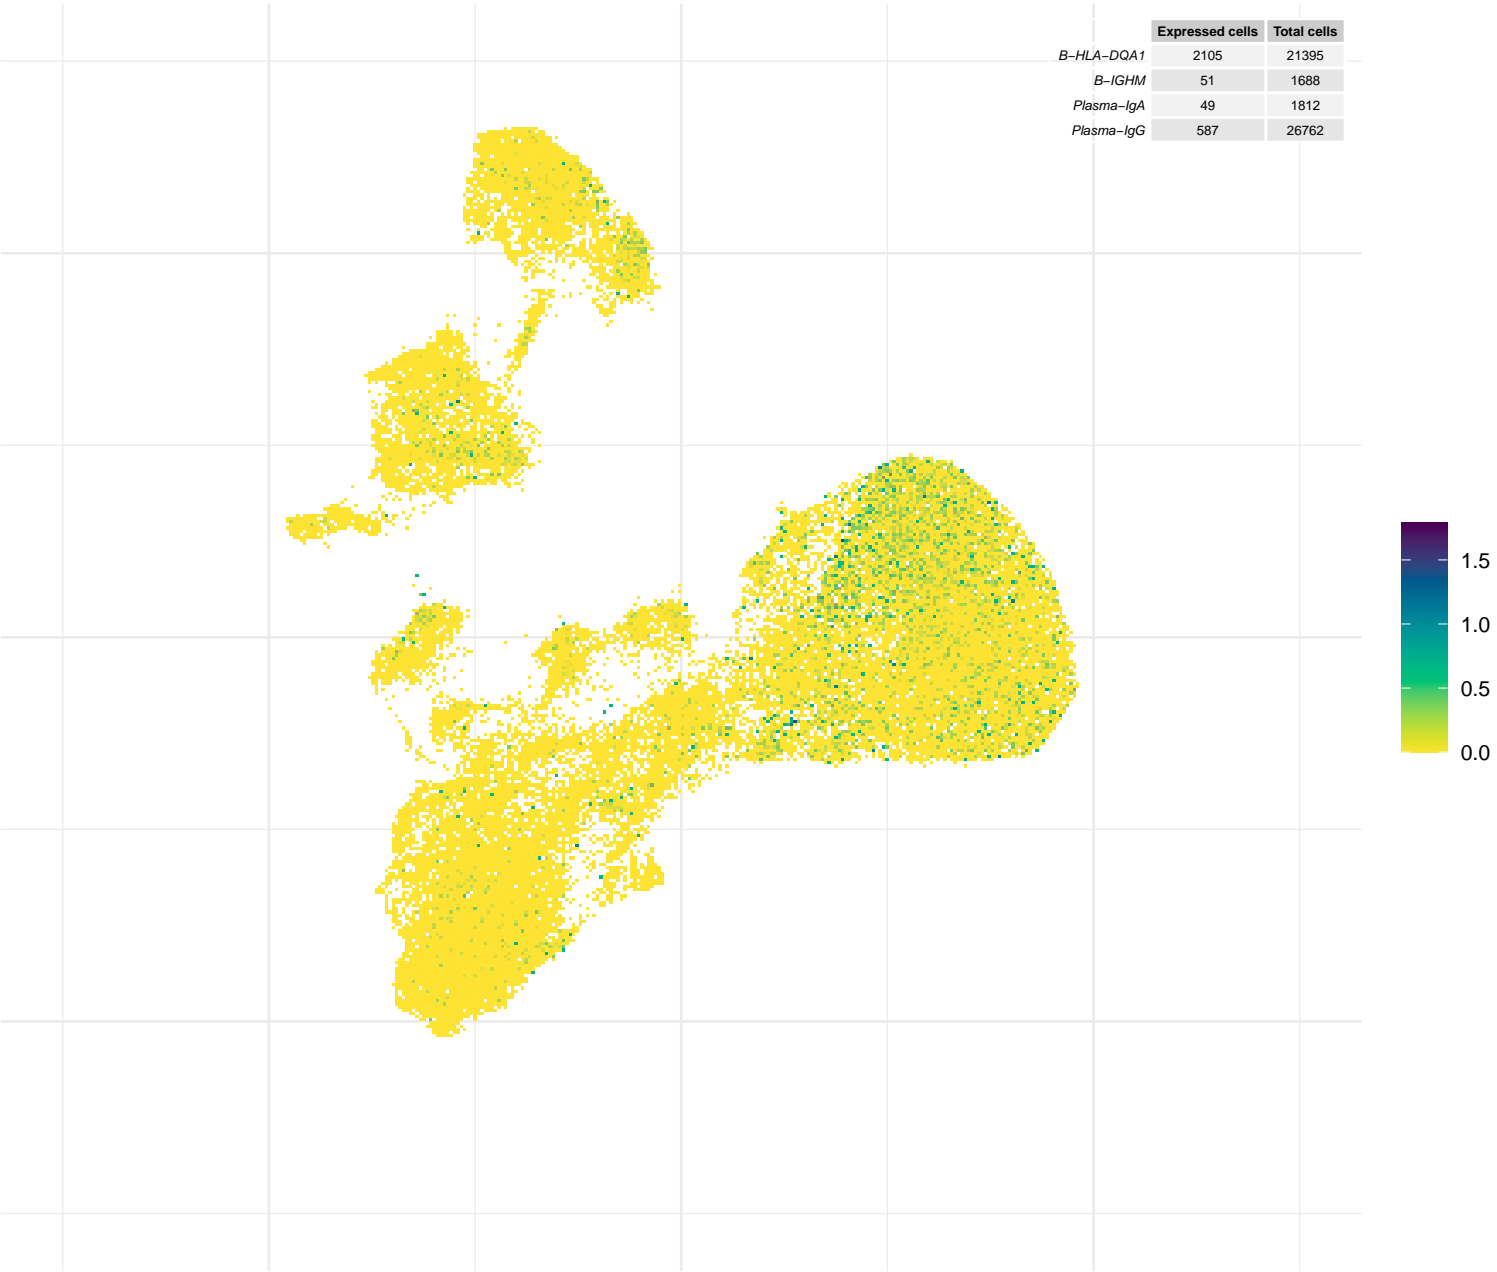 Expressed cells Total cells
B−HLA−DQA1 2105 21395
B−IGHM 51 1688
Plasma−IgA 49 1812
Plasma−IgG 587 26762
1.5
1.0
0.5
0.0